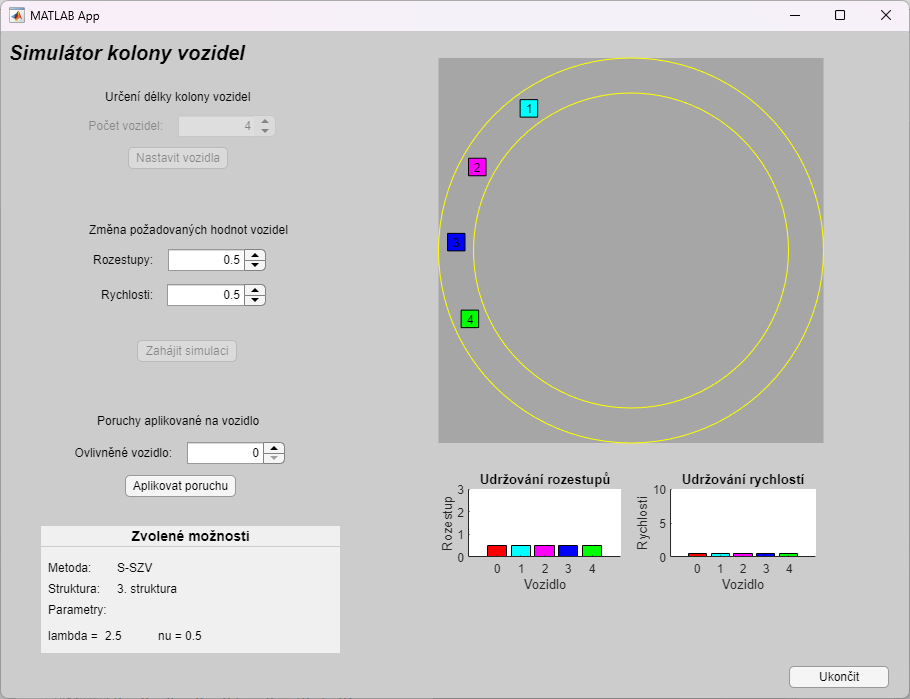 MATLAB App
Simulátor kolony vozidel
Určení délky kolony vozidel
Počet vozidel: 4
Nastavit vozidla
Změna požadovaných hodnot vozidel
Rozestupy: 0.5
Rychlosti: 0.5
Zahájit simulaci
Poruchy aplikované na vozidlo
Ovlivněné vozidlo: 0
Aplikovat poruchu
Zvolené možnosti
Metoda: S-SZV
Struktura: 3. struktura
Parametry:
lambda = 2.5 nu = 0.5
1
2
3
4
Udržování rozestupů
Rozestup
3
2
1
0
0 1 2 3 4
Vozidlo
Udržování rychlostí
Rychlosti
10
5
0
0 1 2 3 4
Vozidlo
Ukončit